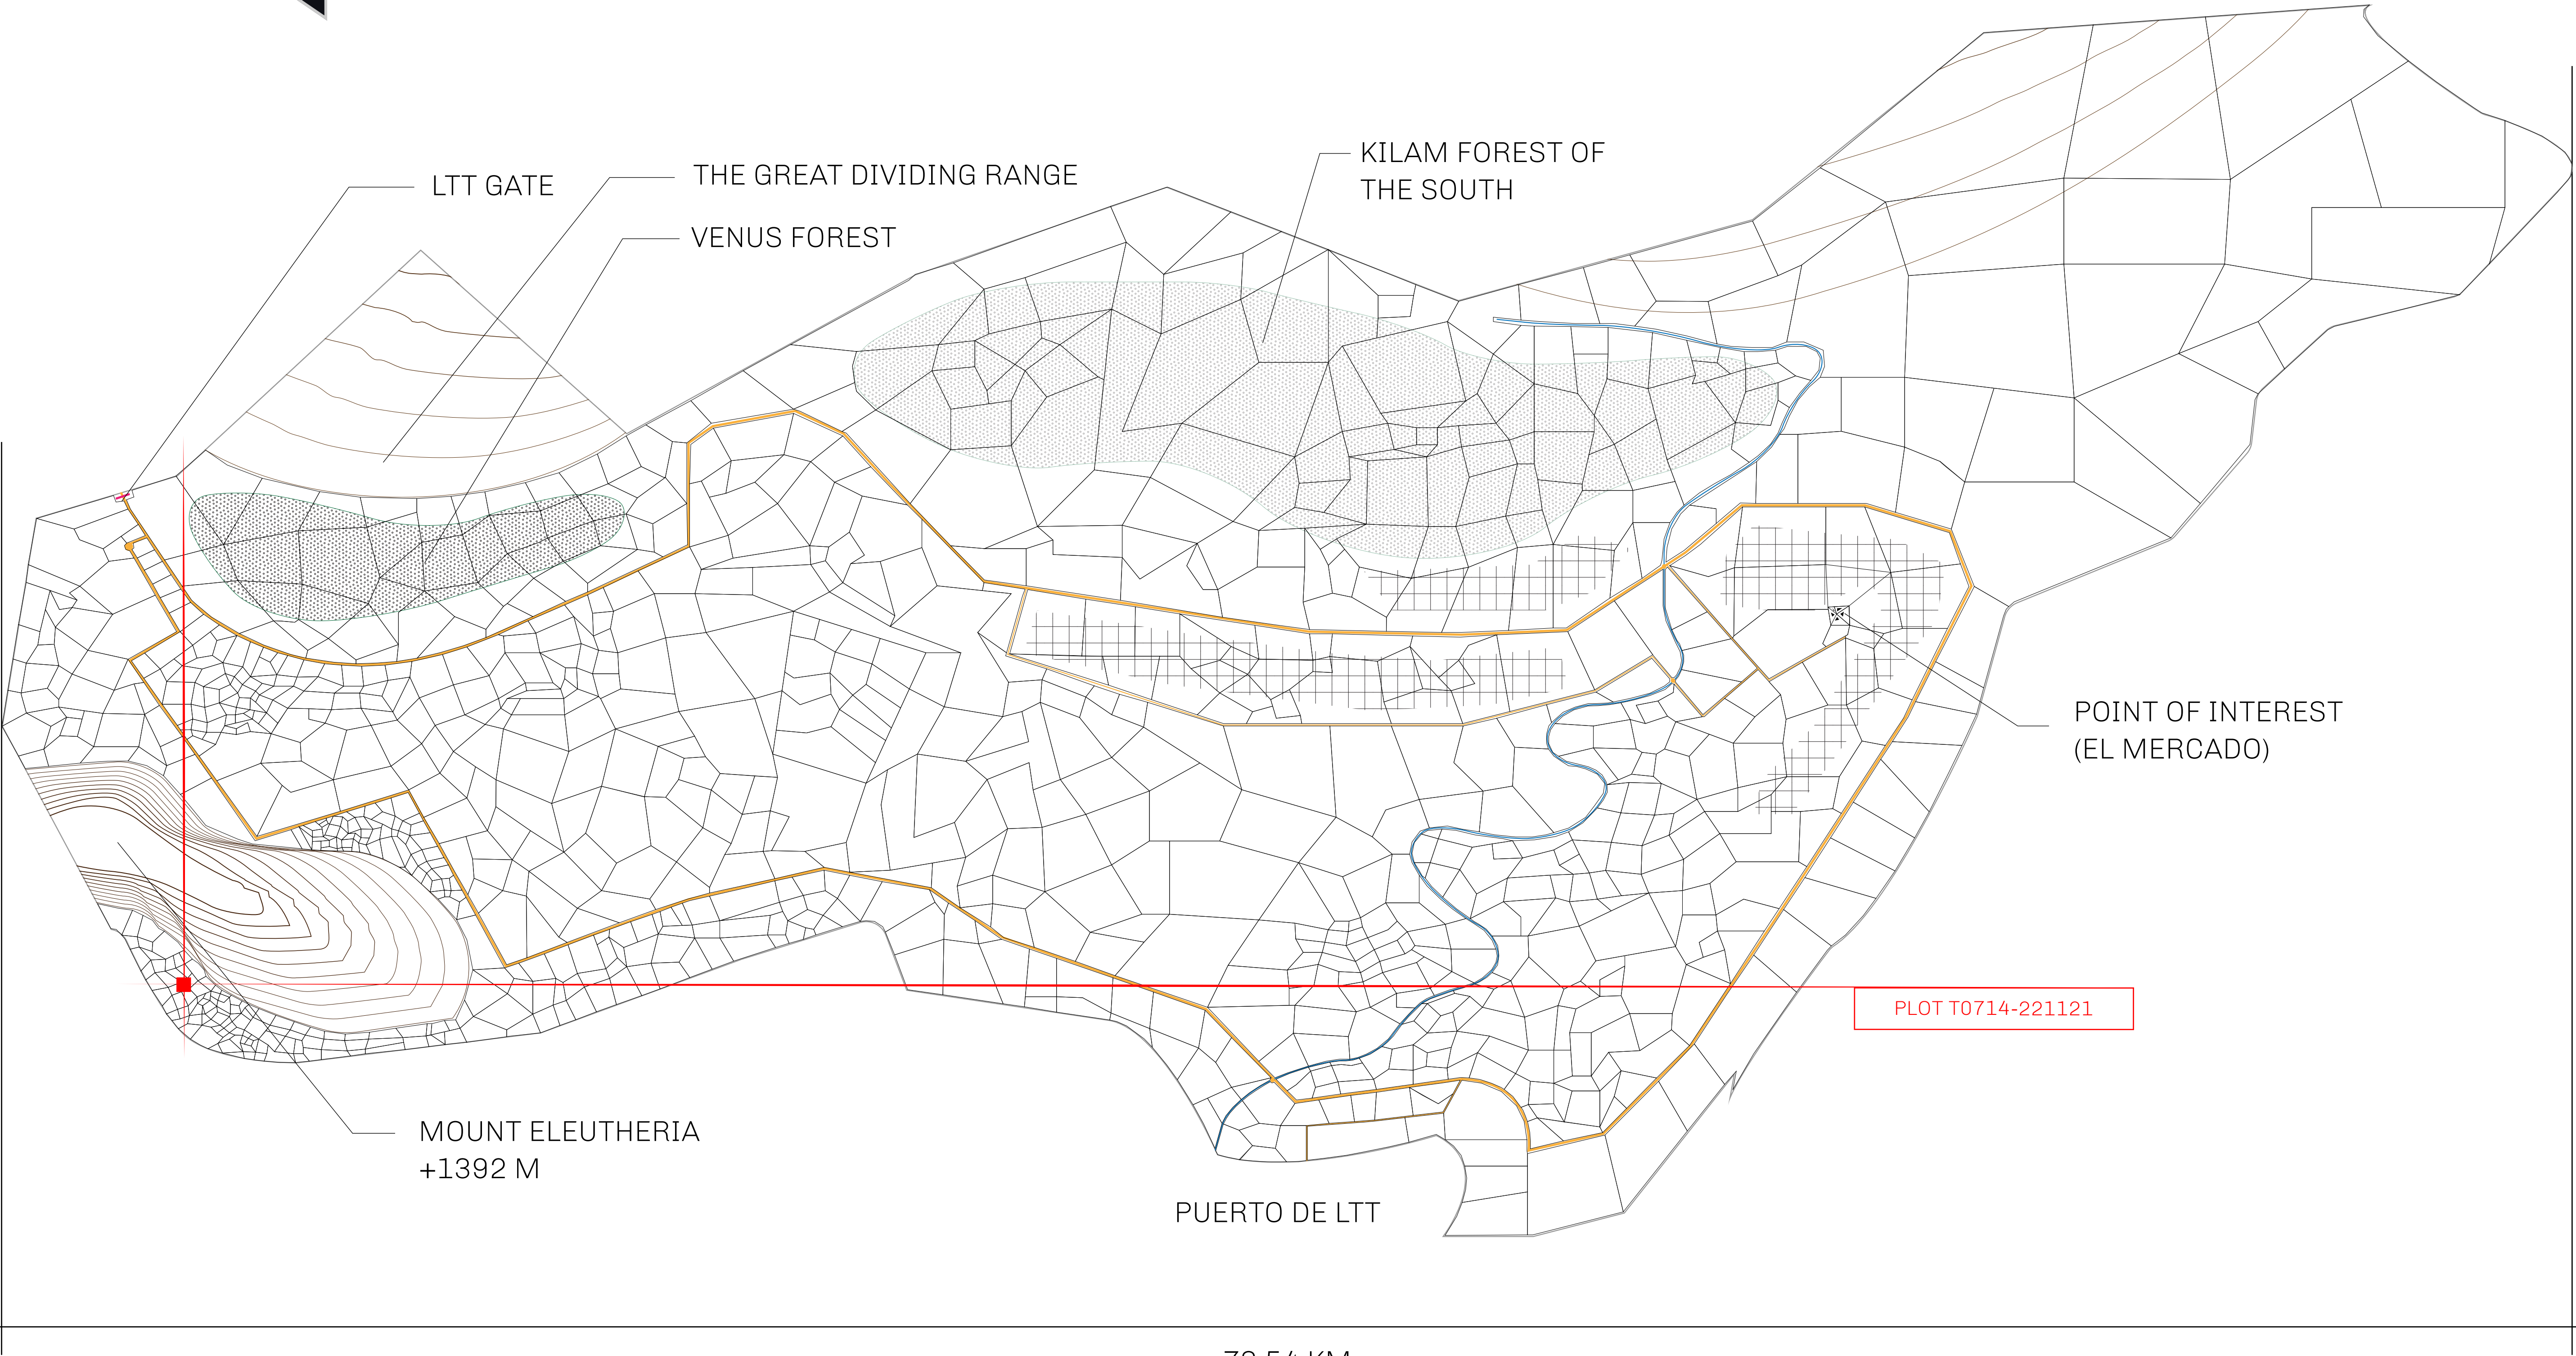 KILAM FOREST OF
THE SOUTH
THE GREAT DIVIDING RANGE
LTT GATE
VENUS FOREST
POINT OF INTEREST
(EL MERCADO)
PLOT T0714-221121
MOUNT ELEUTHERIA
+1392 M
PUERTO DE LTT
KM